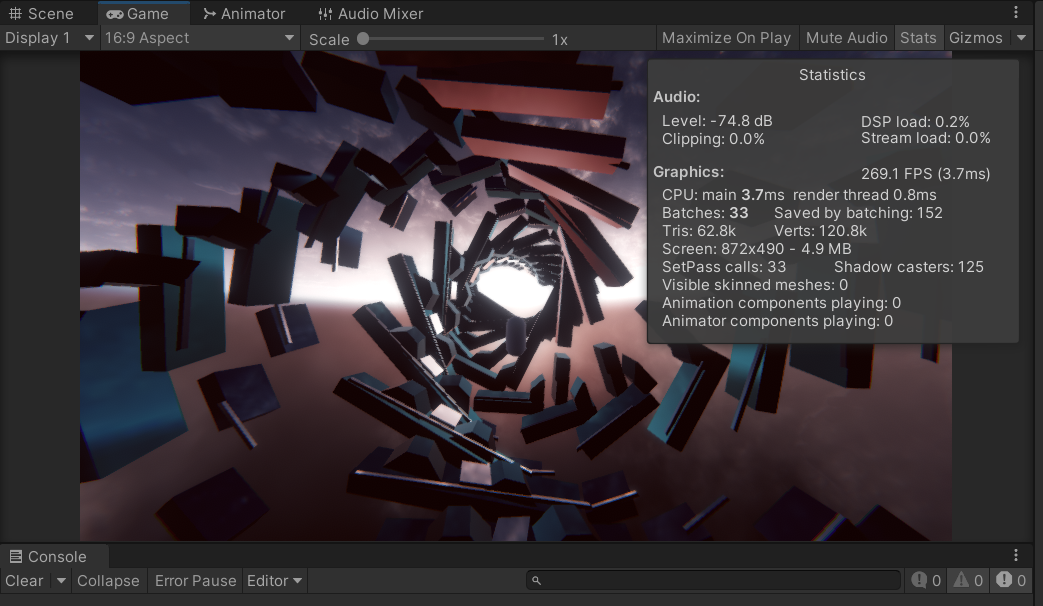 Scene Game Animator Audio Mixer
Display 1 16:9 Aspect Scale 1x Maximize On Play Mute Audio Stats Gizmos
Statistics
Audio:
Level: -74.8 dB DSP load: 0.2%
Clipping: 0.0% Stream load: 0.0%
Graphics: 269.1 FPS (3.7ms)
CPU: main 3.7ms render thread 0.8ms
Batches: 33 Saved by batching: 152
Tris: 62.8k Verts: 120.8k
Screen: 872x490 - 4.9 MB
SetPass calls: 33 Shadow casters: 125
Visible skinned meshes: 0
Animation components playing: 0
Animator components playing: 0
Console
Clear Collapse Error Pause Editor 0 0 0